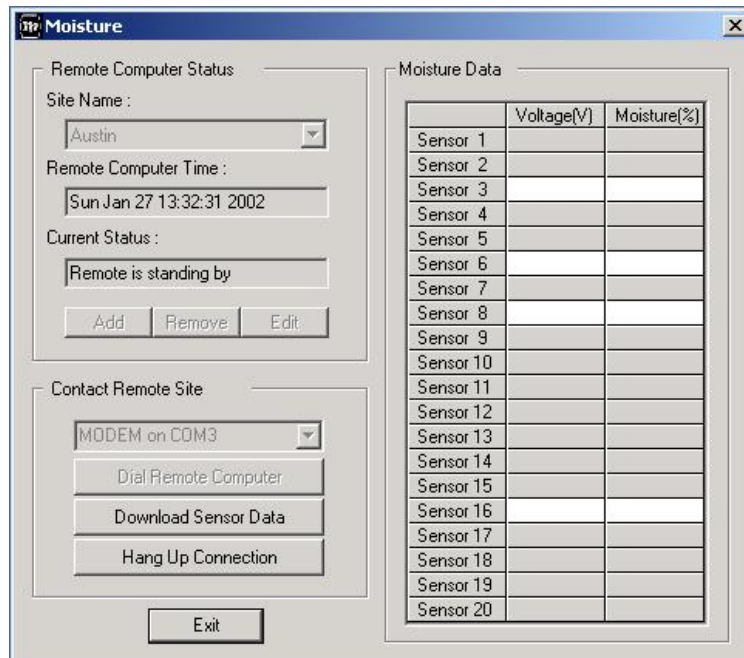 Moisture
Remote Computer Status
Site Name :
Austin
Remote Computer Time :
Sun Jan 27 13:32:31 2002
Current Status :
Remote is standing by
Add Remove Edit
Contact Remote Site
MODEM on COM3
Dial Remote Computer
Download Sensor Data
Hang Up Connection
Exit
Moisture Data
Voltage(V) Moisture(%)
Sensor 1
Sensor 2
Sensor 3
Sensor 4
Sensor 5
Sensor 6
Sensor 7
Sensor 8
Sensor 9
Sensor 10
Sensor 11
Sensor 12
Sensor 13
Sensor 14
Sensor 15
Sensor 16
Sensor 17
Sensor 18
Sensor 19
Sensor 20